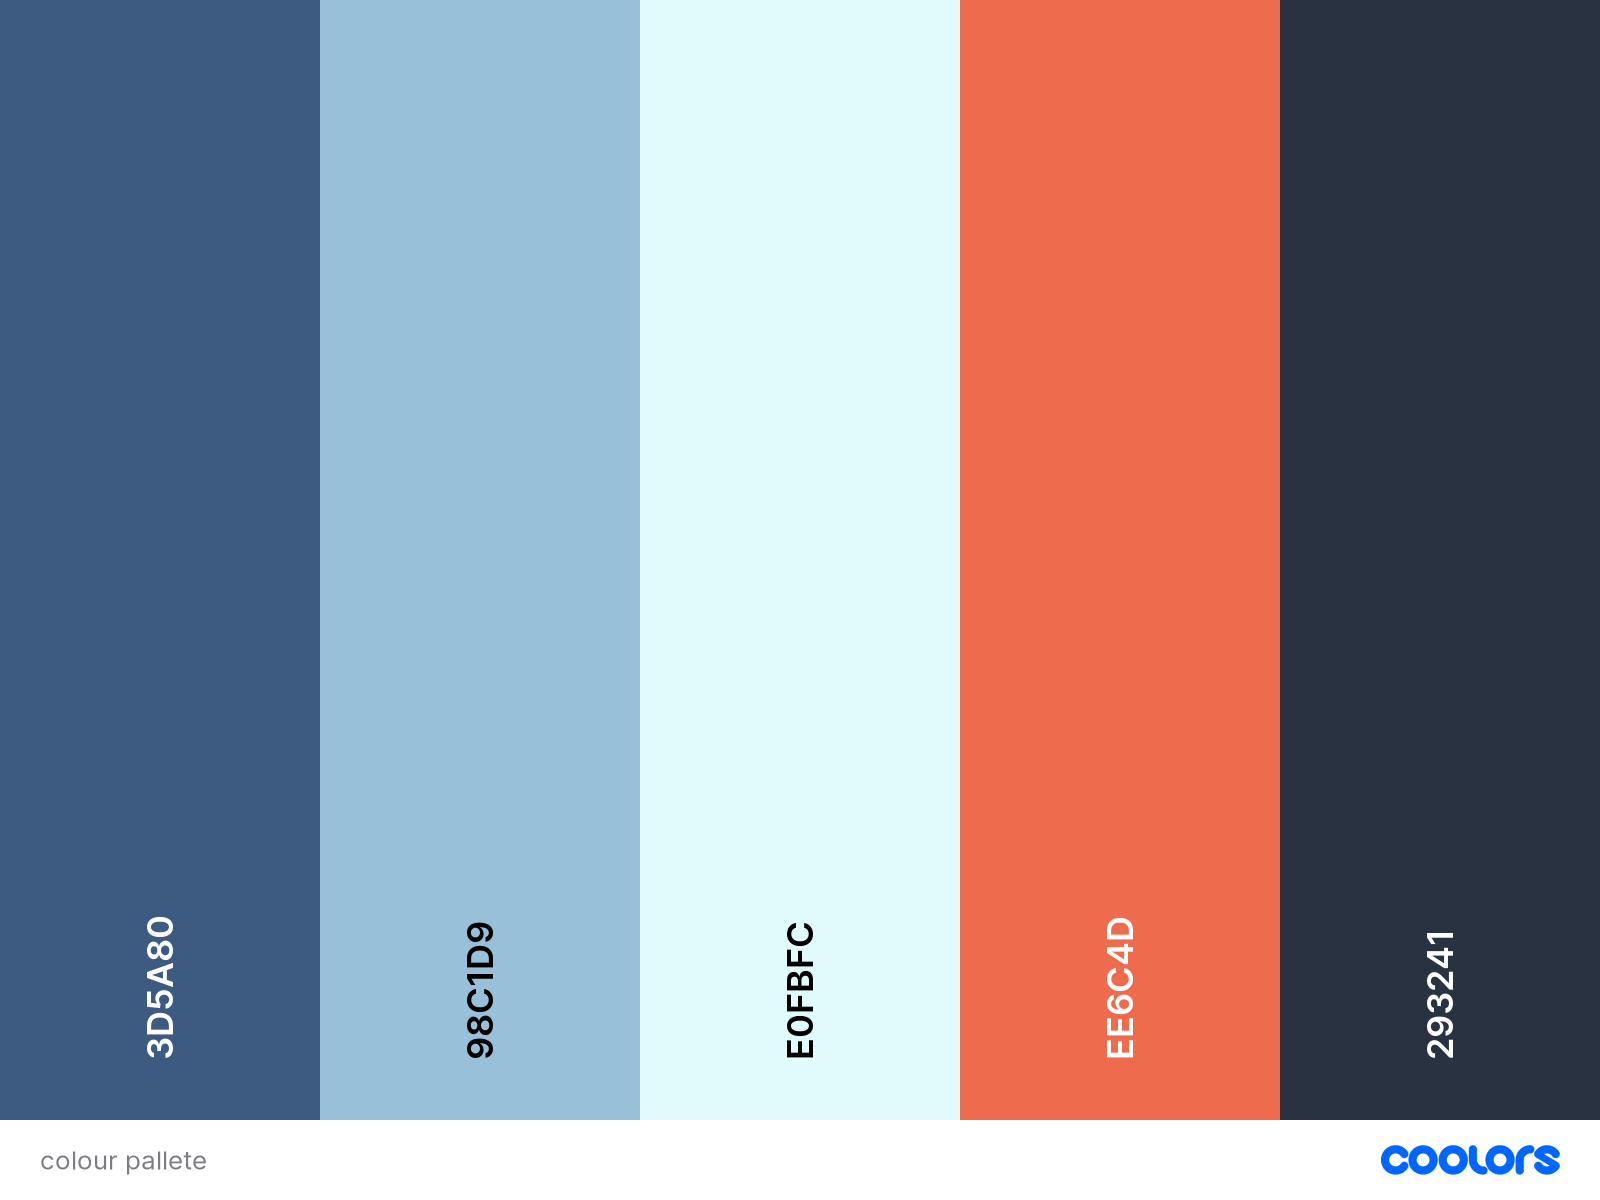 3D5A80
98C1D9
E0FBFC
EE6C4D
293241
colour pallete
coolors